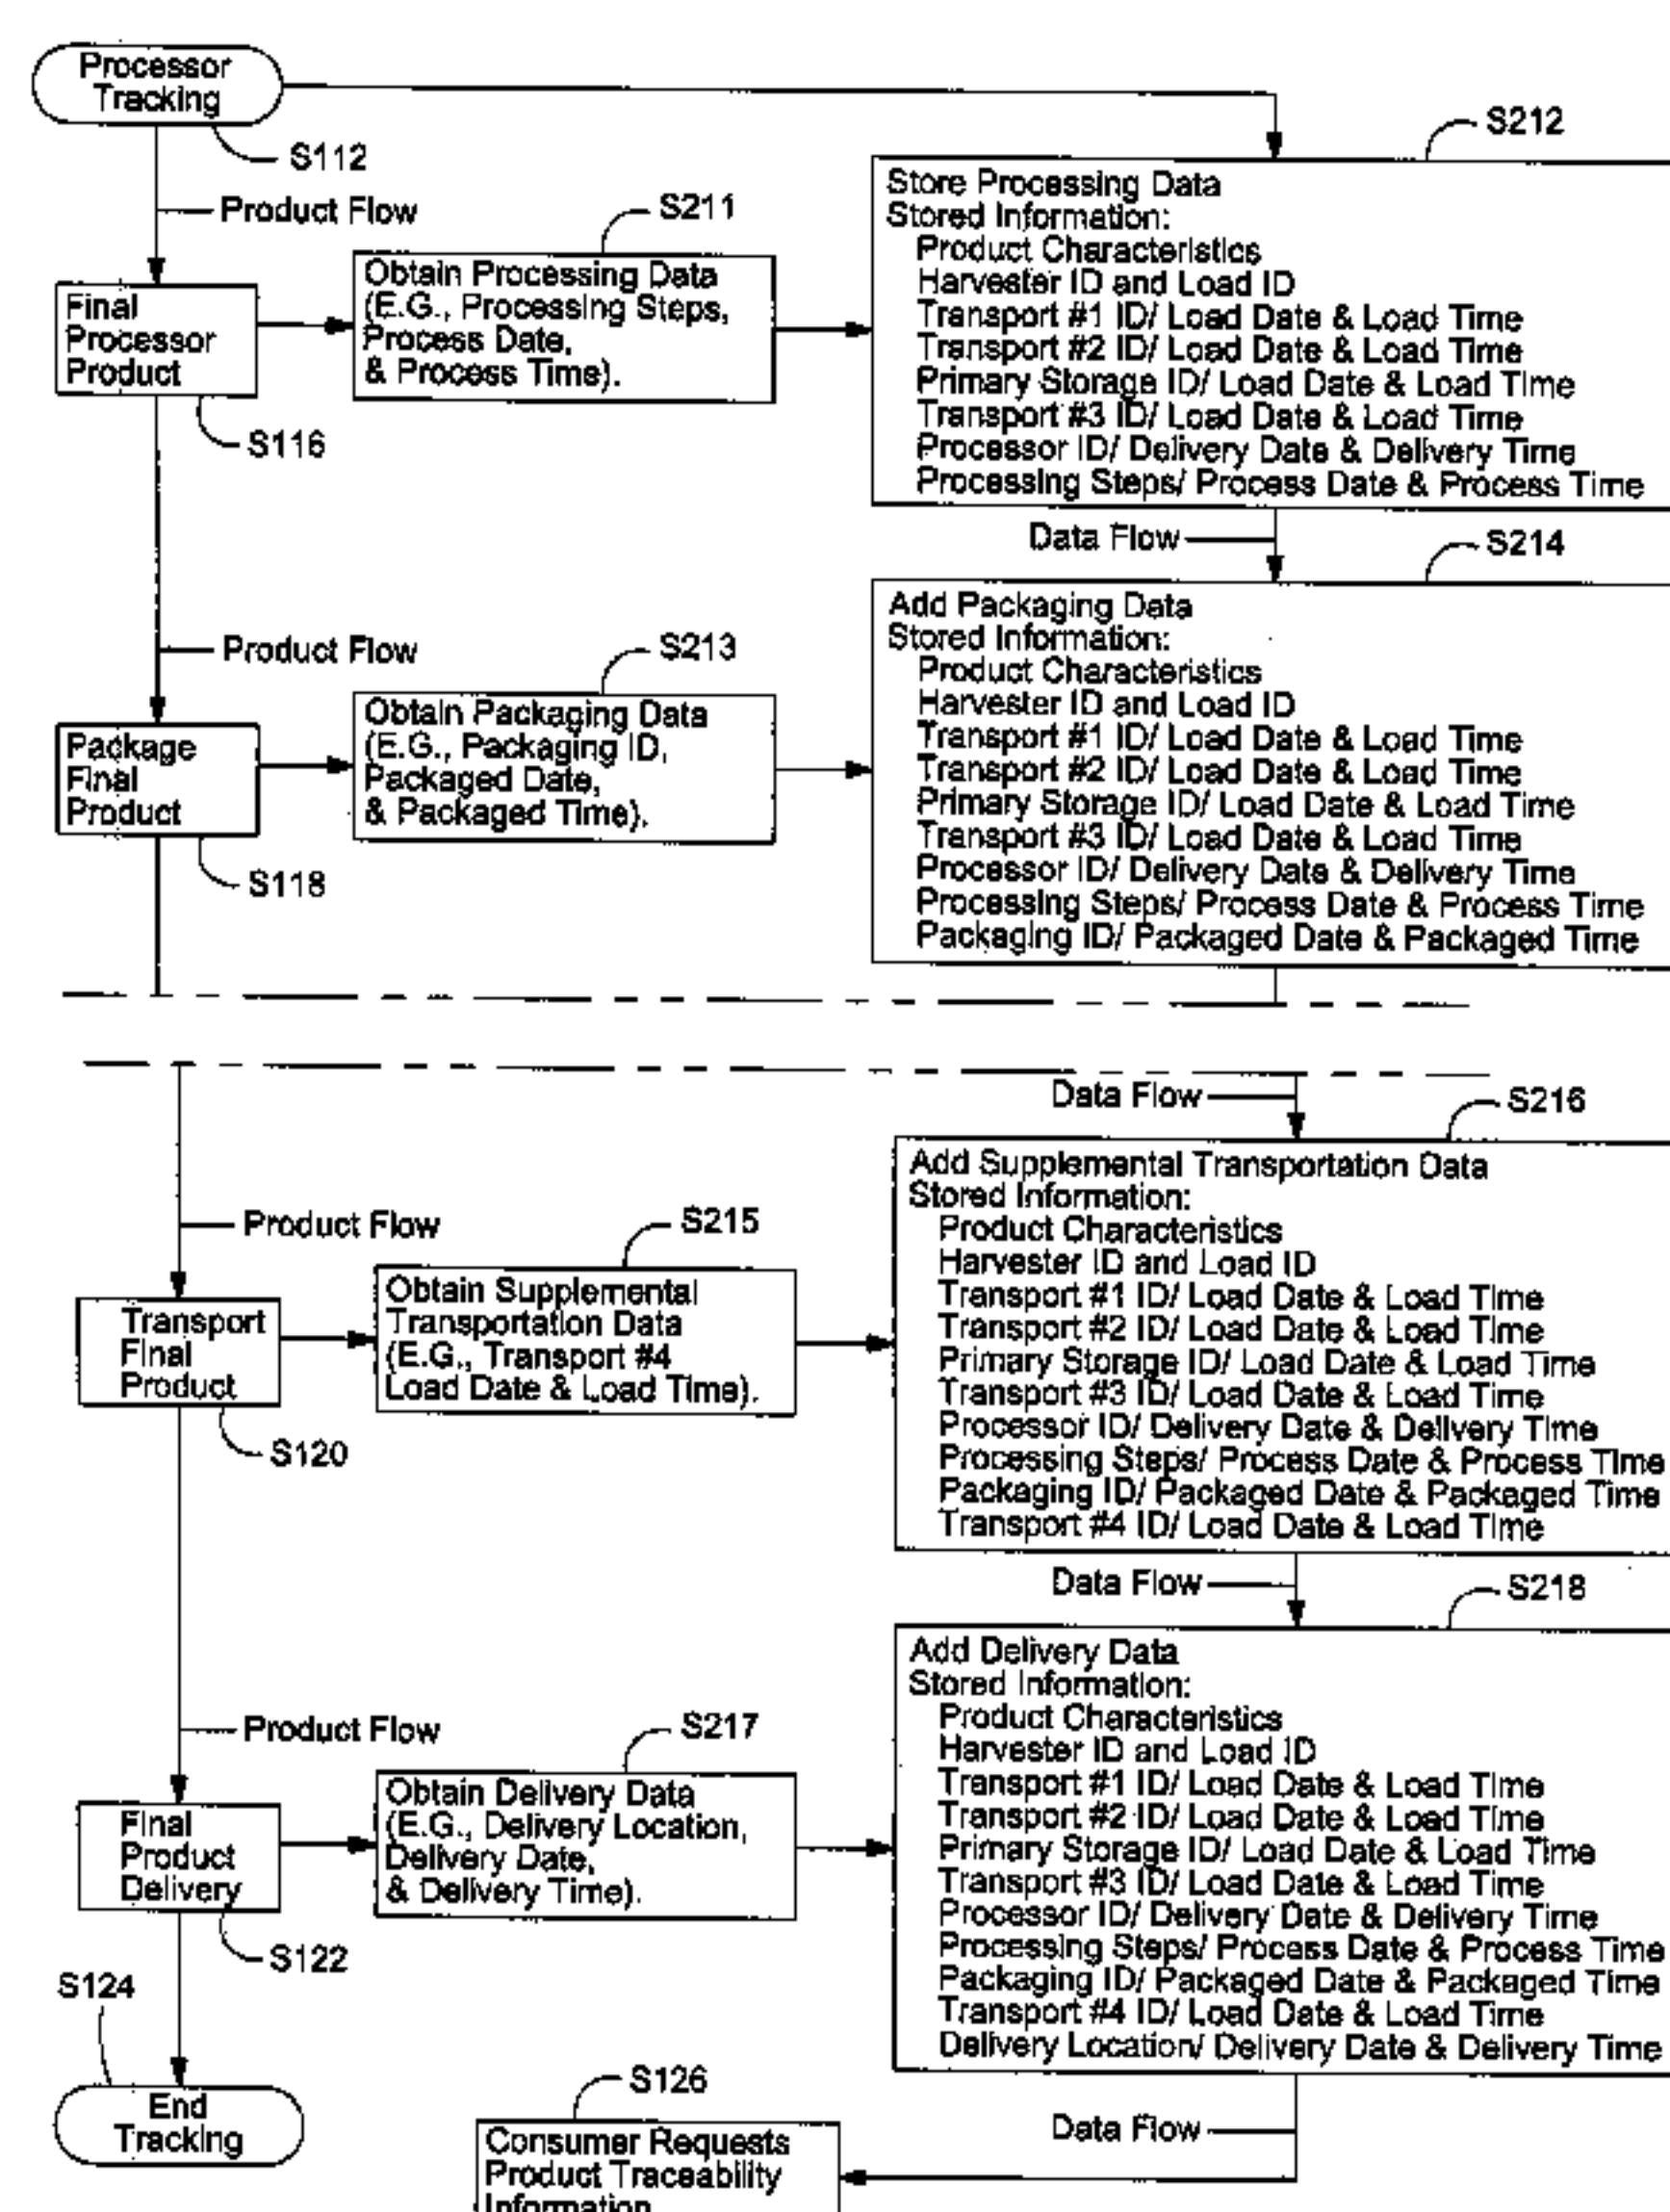 Processor
Tracking
S112
S212
Product Flow
Final
Processor
Product
S116
S211
Obtain Processing Data
(E.G., Processing Steps,
Process Date,
& Process Time).
Store Processing Data
Stored Information:
Product Characteristics
Harvester ID and Load ID
Transport #1 ID/ Load Date & Load Time
Transport #2 ID/ Load Date & Load Time
Primary Storage ID/ Load Date & Load Time
Transport #3 ID/ Load Date & Load Time
Processor ID/ Delivery Date & Delivery Time
Processing Steps/ Process Date & Process Time
Data Flow
S214
Product Flow
Package
Final
Product
S118
S213
Obtain Packaging Data
(E.G., Packaging ID,
Packaged Date,
& Packaged Time).
Add Packaging Data
Stored Information:
Product Characteristics
Harvester ID and Load ID
Transport #1 ID/ Load Date & Load Time
Transport #2 ID/ Load Date & Load Time
Primary Storage ID/ Load Date & Load Time
Transport #3 ID/ Load Date & Load Time
Processor ID/ Delivery Date & Delivery Time
Processing Steps/ Process Date & Process Time
Packaging ID/ Packaged Date & Packaged Time
Data Flow
S216
Product Flow
Transport
Final
Product
S120
S215
Obtain Supplemental
Transportation Data
(E.G., Transport #4
Load Date & Load Time).
Add Supplemental Transportation Data
Stored Information:
Product Characteristics
Harvester ID and Load ID
Transport #1 ID/ Load Date & Load Time
Transport #2 ID/ Load Date & Load Time
Primary Storage ID/ Load Date & Load Time
Transport #3 ID/ Load Date & Load Time
Processor ID/ Delivery Date & Delivery Time
Processing Steps/ Process Date & Process Time
Packaging ID/ Packaged Date & Packaged Time
Transport #4 ID/ Load Date & Load Time
Data Flow
S218
Product Flow
Final
Product
Delivery
S122
S217
Obtain Delivery Data
(E.G., Delivery Location,
Delivery Date,
& Delivery Time).
Add Delivery Data
Stored Information:
Product Characteristics
Harvester ID and Load ID
Transport #1 ID/ Load Date & Load Time
Transport #2 ID/ Load Date & Load Time
Primary Storage ID/ Load Date & Load Time
Transport #3 ID/ Load Date & Load Time
Processor ID/ Delivery Date & Delivery Time
Processing Steps/ Process Date & Process Time
Packaging ID/ Packaged Date & Packaged Time
Transport #4 ID/ Load Date & Load Time
Delivery Location/ Delivery Date & Delivery Time
S124
End
Tracking
S126
Consumer Requests
Product Traceability
Information
Data Flow